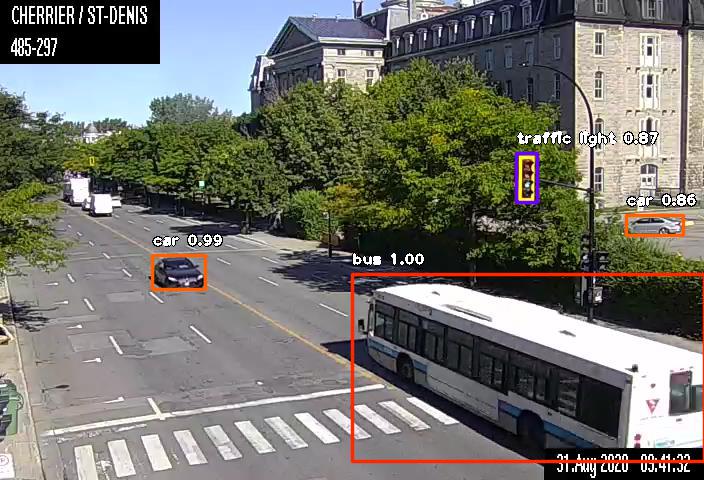 CHERRIER / ST-DENIS
485-297
traffic light 0.87
car 0.86
car 0.99
bus 1.00
31.Aug 2020 09:41:32